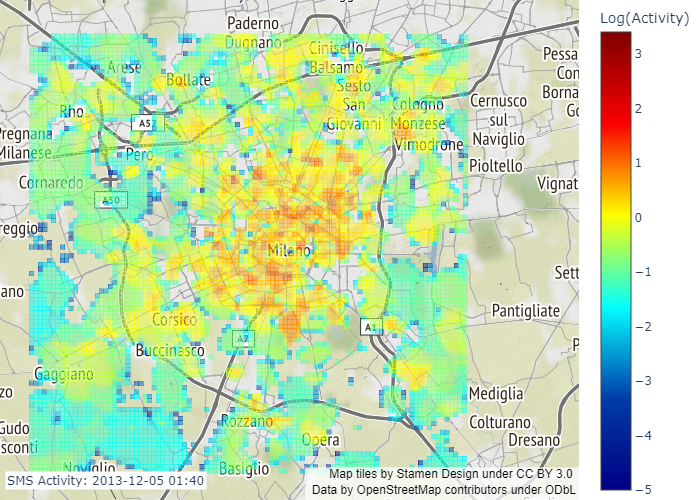 Log(Activity)
3
2
1
0
−1
−2
−3
−4
−5
Paderno
Dugnano
Cinisello
Balsamo
Arese
Bollate
Sesto
San
Giovanni
Cologno
Monzese
Cernusco
sul
Naviglio
Pessa
Rho
A52
Pregnana
Milanese
Pero
Vimodrone
Pioltello
Cornaredo
A50
Vignat
reggio
Milano
Sett
ano
Corsico
A7
A1
Pantigliate
Buccinasco
Gaggiano
Mediglia
Rozzano
Colturano
Dresano
Opera
Gudo
sconti
Noviglio
Basiglio
SMS Activity: 2013-12-05 01:40
Map tiles by Stamen Design under CC BY 3.0
Data by OpenStreetMap contributors under ODbL